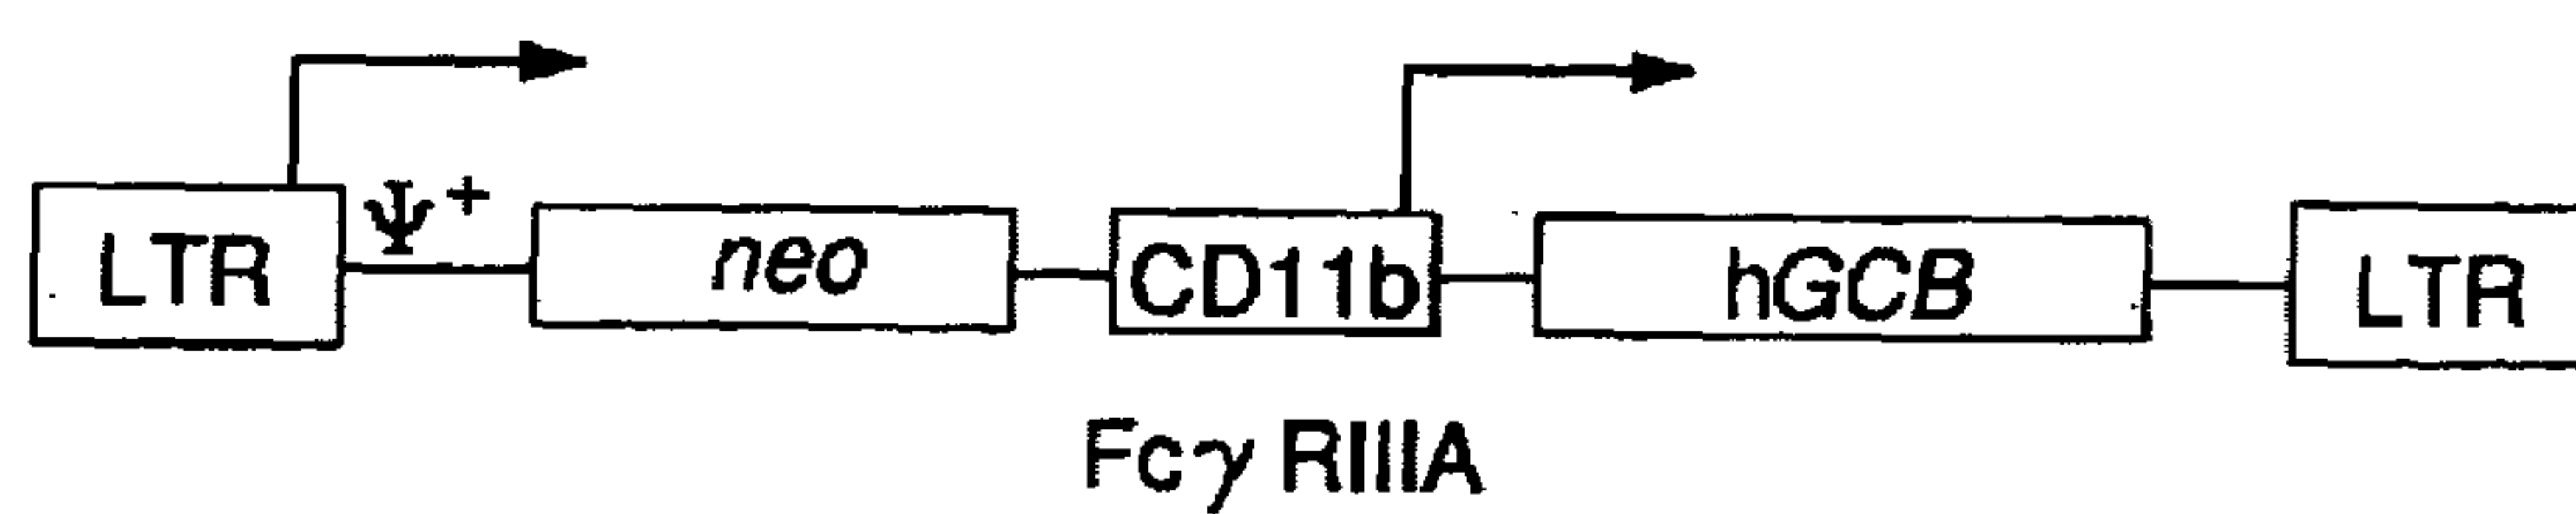 LTR Ψ+ neo CD11b hGCB LTR
Fcγ RIIIA